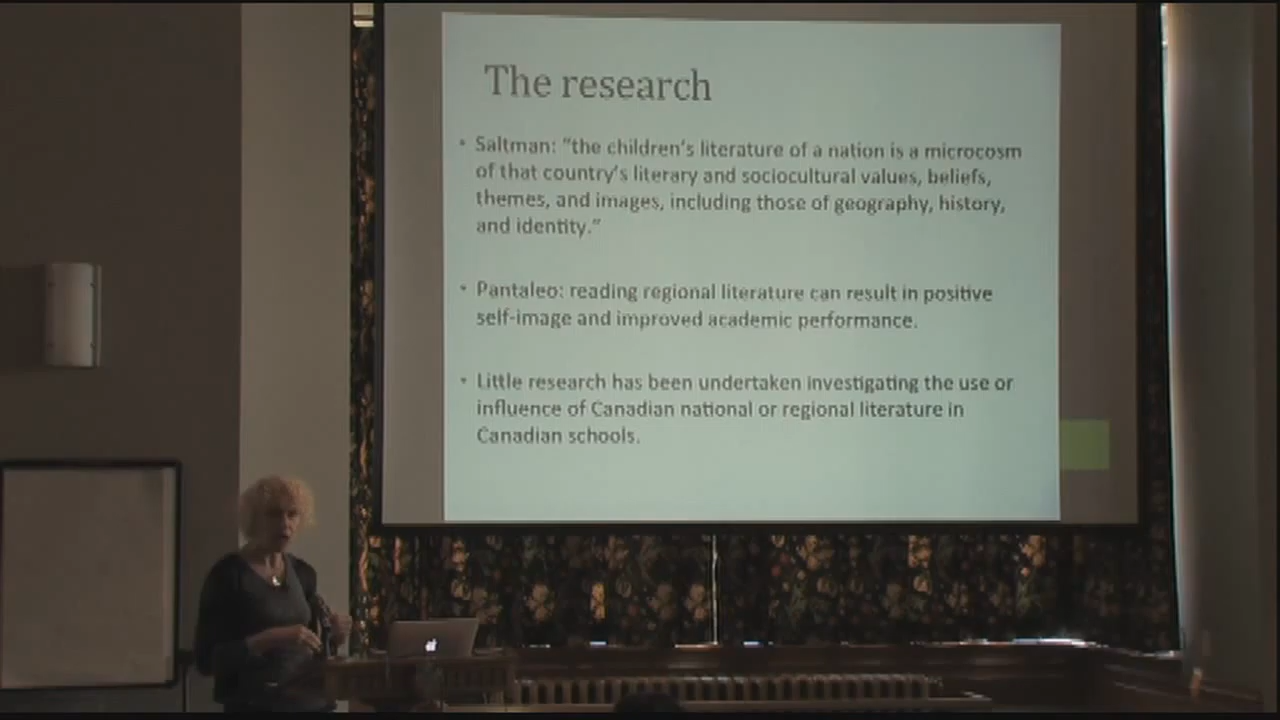 The research
• Saltman: “the children’s literature of a nation is a microcosm
of that country’s literary and sociocultural values, beliefs,
themes, and images, including those of geography, history,
and identity.”
• Pantaleo: reading regional literature can result in positive
self-image and improved academic performance.
• Little research has been undertaken investigating the use or
influence of Canadian national or regional literature in
Canadian schools.